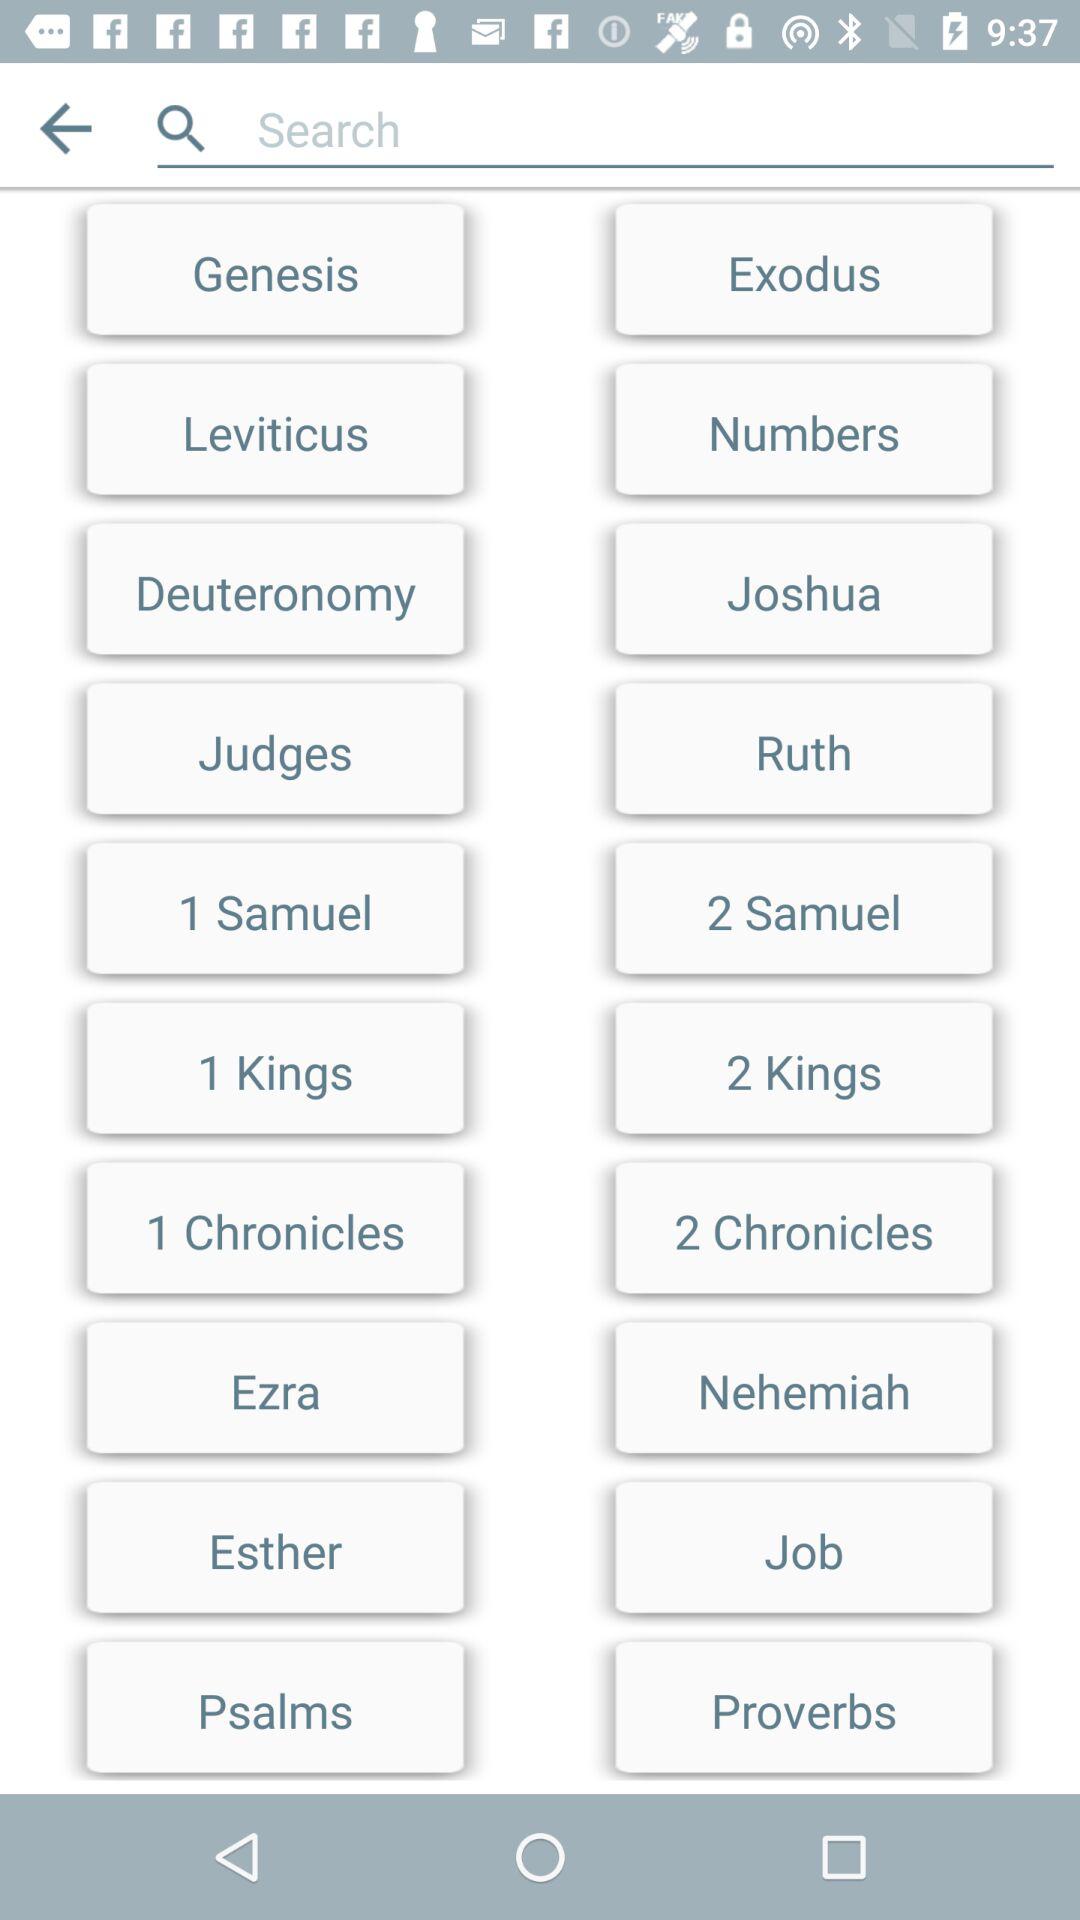 FAKE 9:37
Search
Genesis Exodus
Leviticus Numbers
Deuteronomy Joshua
Judges Ruth
1 Samuel 2 Samuel
1 Kings 2 Kings
1 Chronicles 2 Chronicles
Ezra Nehemiah
Esther Job
Psalms Proverbs